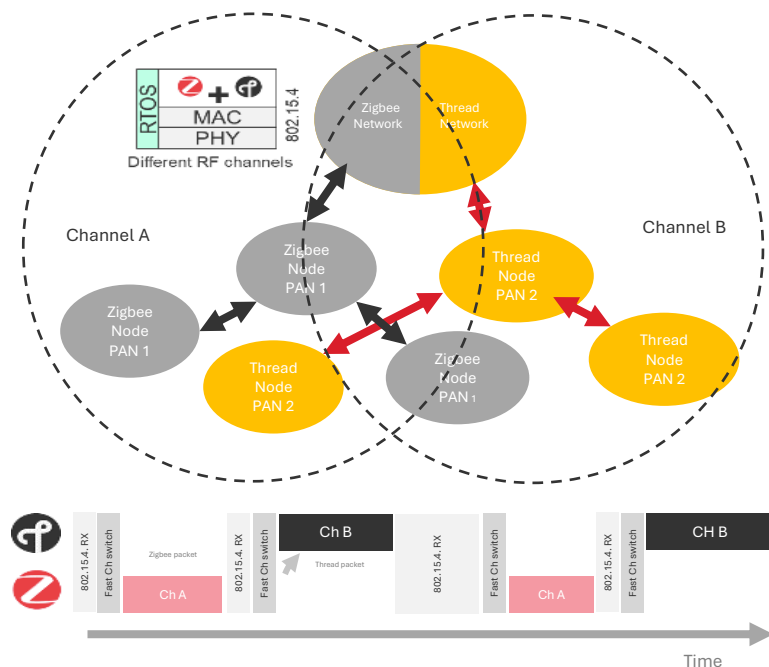 RTOS
+
MAC
PHY
802.15.4
Different RF channels
Zigbee
Network
Thread
Network
Channel A
Channel B
Zigbee
Node
PAN 1
Thread
Node
PAN 2
Zigbee
Node
PAN 1
Thread
Node
PAN 2
Zigbee
Node
PAN 1
Thread
Node
PAN 2
802.15.4. RX
Fast Ch switch
Zigbee packet
Ch A
802.15.4. RX
Fast Ch switch
Ch B
Thread packet
802.15.4. RX
Fast Ch switch
Ch A
802.15.4. RX
Fast Ch switch
CH B
Time